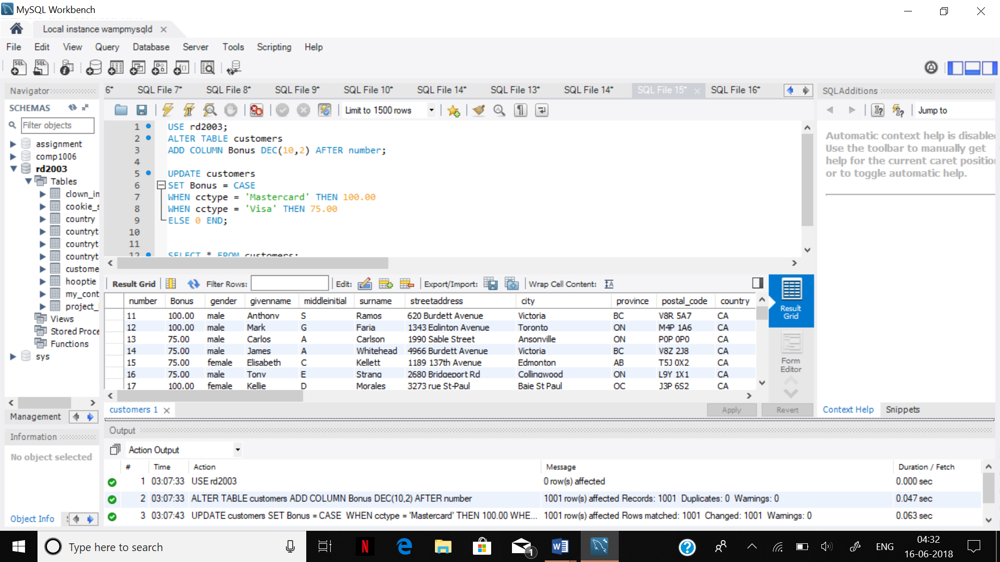 MySQL Workbench
Local instance wampmysqld
File Edit View Query Database Server Tools Scripting Help
Navigator
SCHEMAS
Filter objects
assignment
comp1006
rd2003
Tables
clown_in
cookie_s
country
countryt
countryt
countryt
custome
hooptie
my_cont
project_
Views
Stored Proce
Functions
sys
Management
Information
No object selected
Object Info
6* SQL File 7* SQL File 8* SQL File 9* SQL File 10* SQL File 14* SQL File 13* SQL File 14* SQL File 15* SQL File 16*
Limit to 1500 rows
1 USE rd2003;
2 ALTER TABLE customers
3 ADD COLUMN Bonus DEC(10,2) AFTER number;
4
5 UPDATE customers
6 SET Bonus = CASE
7 WHEN cctype = 'Mastercard' THEN 100.00
8 WHEN cctype = 'Visa' THEN 75.00
9 ELSE 0 END;
10
11
12 SELECT * FROM customers;
Result Grid Filter Rows: Edit: Export/Import: Wrap Cell Content:
number Bonus gender givenname middleinitial surname streetaddress city province postal_code country
11 100.00 male Anthony S Ramos 620 Burdett Avenue Victoria BC V8R 5A7 CA
12 100.00 male Mark G Faria 1343 Eglinton Avenue Toronto ON M4P 1A6 CA
13 75.00 male Carlos A Carlson 1990 Sable Street Ansonville ON P0P 0P0 CA
14 75.00 male James A Whitehead 4966 Burdett Avenue Victoria BC V8Z 2J8 CA
15 75.00 female Elisabeth C Kellett 1189 137th Avenue Edmonton AB T5J 0X2 CA
16 75.00 male Tony E Strang 2680 Bridgeport Rd Collingwood ON L9Y 1X1 CA
17 100.00 female Kellie D Morales 3273 rue St-Paul Baie St Paul QC J3P 6S2 CA
Result
Grid
Form
Editor
customers 1
Apply Revert
SQLAdditions
Jump to
Automatic context help is disable
Use the toolbar to manually get
help for the current caret positio
or to toggle automatic help.
Context Help Snippets
Output
Action Output
# Time Action Message Duration / Fetch
1 03:07:33 USE rd2003 0 row(s) affected 0.000 sec
2 03:07:33 ALTER TABLE customers ADD COLUMN Bonus DEC(10,2) AFTER number 1001 row(s) affected Records: 1001 Duplicates: 0 Warnings: 0 0.047 sec
3 03:07:43 UPDATE customers SET Bonus = CASE WHEN cctype = 'Mastercard' THEN 100.00 WHE... 1001 row(s) affected Rows matched: 1001 Changed: 1001 Warnings: 0 0.063 sec
Type here to search
1
ENG
04:32
16-06-2018